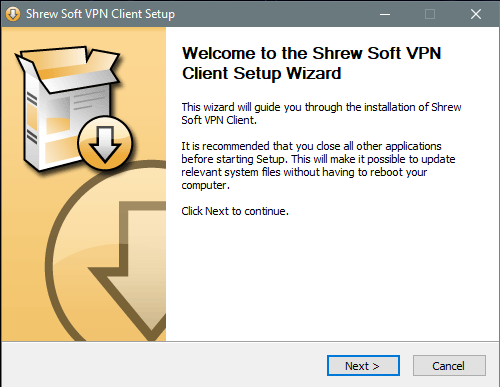 Shrew Soft VPN Client Setup
Welcome to the Shrew Soft VPN
Client Setup Wizard
This wizard will guide you through the installation of Shrew
Soft VPN Client.
It is recommended that you close all other applications
before starting Setup. This will make it possible to update
relevant system files without having to reboot your
computer.
Click Next to continue.
Next >
Cancel